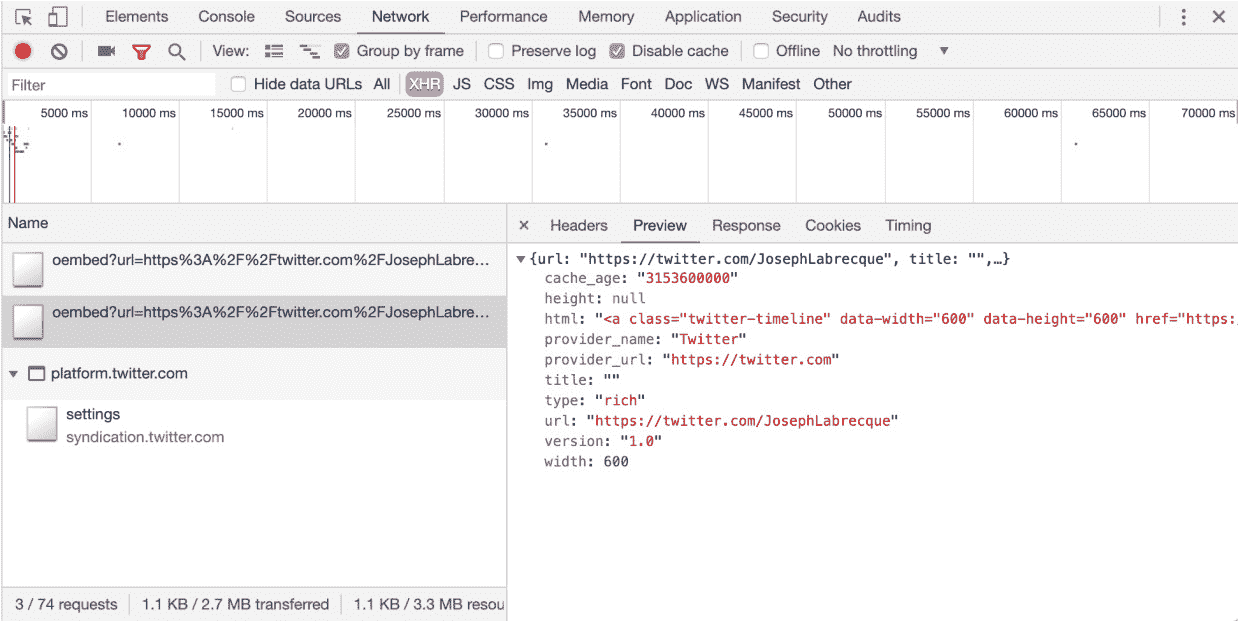 Elements Console Sources Network Performance Memory Application Security Audits
View: Group by frame Preserve log Disable cache Offline No throttling
Filter Hide data URLs All XHR JS CSS Img Media Font Doc WS Manifest Other
5000 ms 10000 ms 15000 ms 20000 ms 25000 ms 30000 ms 35000 ms 40000 ms 45000 ms 50000 ms 55000 ms 60000 ms 65000 ms 70000 ms
Name
oembed?url=https%3A%2F%2Ftwitter.com%2FJosephLabre…
oembed?url=https%3A%2F%2Ftwitter.com%2FJosephLabre…
platform.twitter.com
settings
syndication.twitter.com
3 / 74 requests 1.1 KB / 2.7 MB transferred 1.1 KB / 3.3 MB resou
Headers Preview Response Cookies Timing
{url: "https://twitter.com/JosephLabrecque", title: "",…}
cache_age: "3153600000"
height: null
html: "<a class="twitter-timeline" data-width="600" data-height="600" href="https:/
provider_name: "Twitter"
provider_url: "https://twitter.com"
title: ""
type: "rich"
url: "https://twitter.com/JosephLabrecque"
version: "1.0"
width: 600